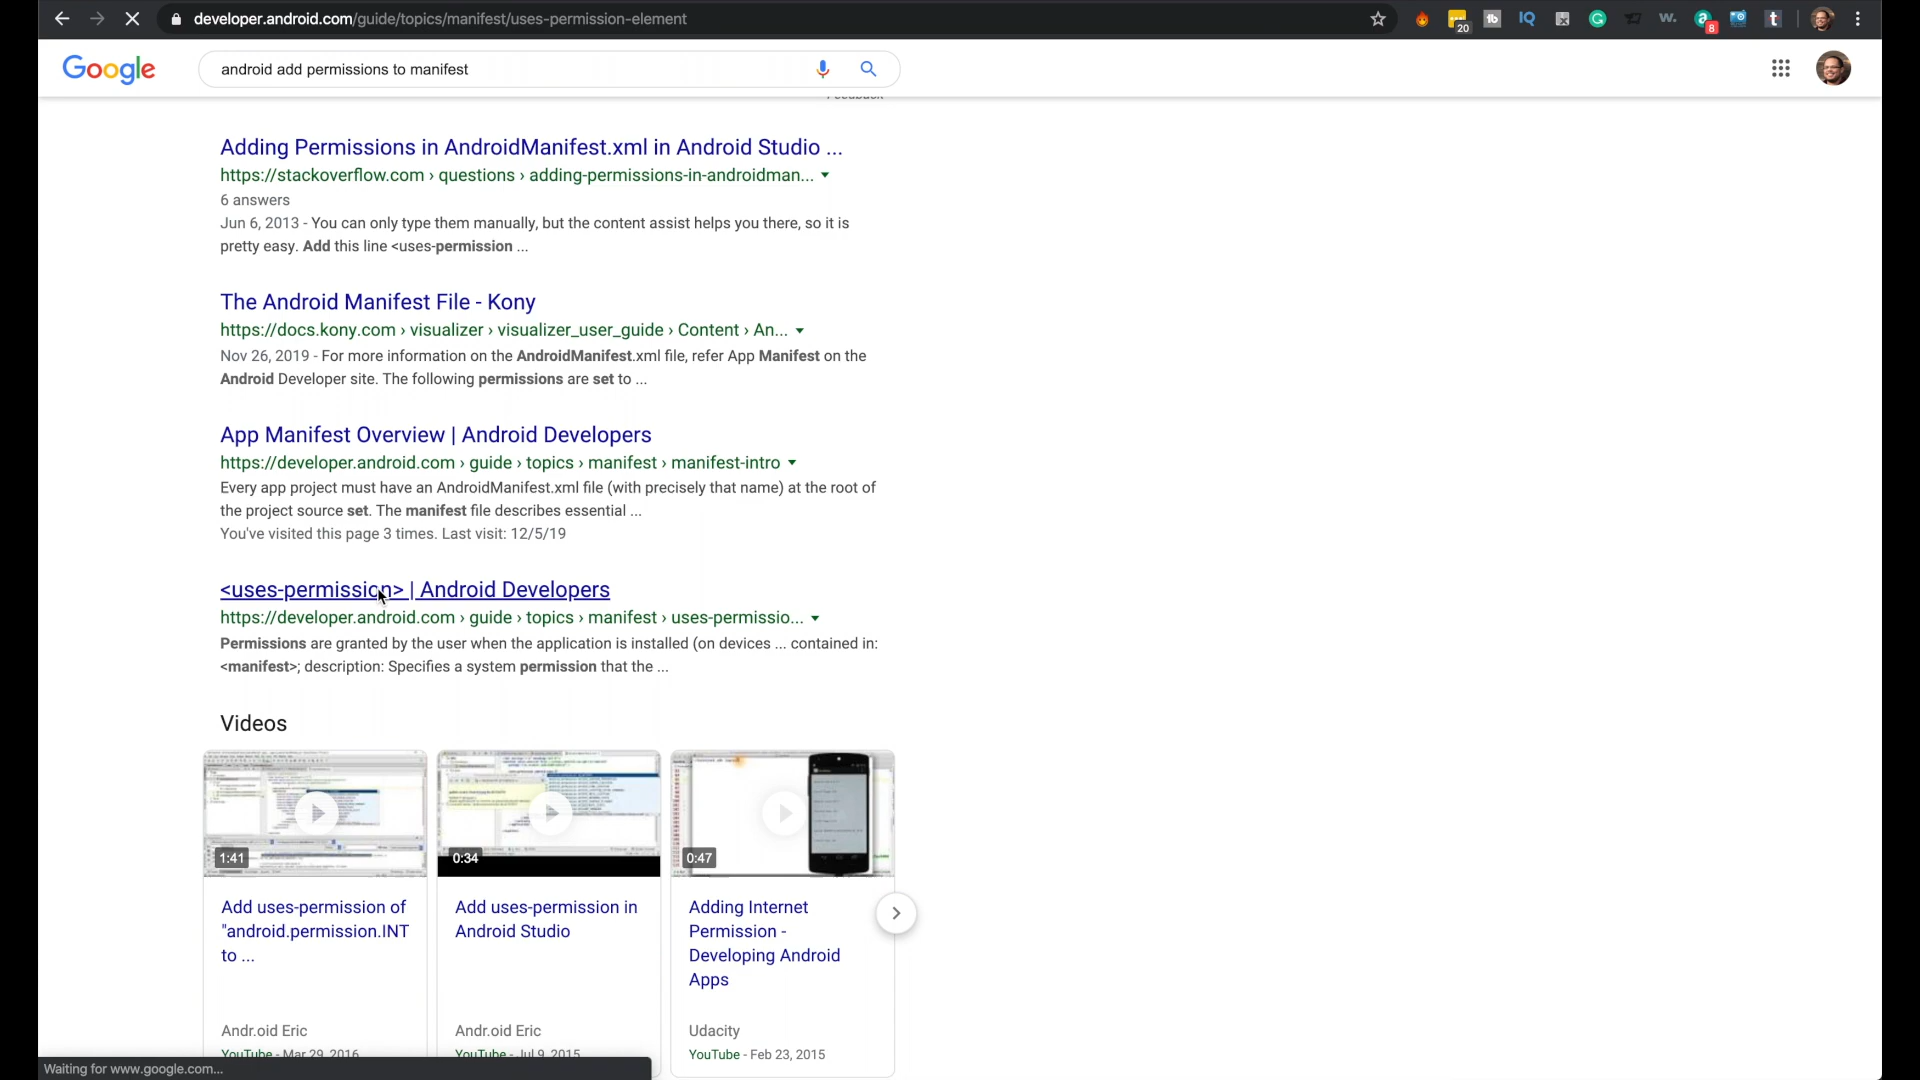 developer.android.com/guide/topics/manifest/uses-permission-element
20
8
Google
android add permissions to manifest
Feedback
Adding Permissions in AndroidManifest.xml in Android Studio ...
https://stackoverflow.com › questions › adding-permissions-in-androidman...
6 answers
Jun 6, 2013 - You can only type them manually, but the content assist helps you there, so it is
pretty easy. Add this line <uses-permission ...
The Android Manifest File - Kony
https://docs.kony.com › visualizer › visualizer_user_guide › Content › An...
Nov 26, 2019 - For more information on the AndroidManifest.xml file, refer App Manifest on the
Android Developer site. The following permissions are set to ...
App Manifest Overview | Android Developers
https://developer.android.com › guide › topics › manifest › manifest-intro
Every app project must have an AndroidManifest.xml file (with precisely that name) at the root of
the project source set. The manifest file describes essential ...
You've visited this page 3 times. Last visit: 12/5/19
<uses-permission> | Android Developers
https://developer.android.com › guide › topics › manifest › uses-permissio...
Permissions are granted by the user when the application is installed (on devices ... contained in:
<manifest>; description: Specifies a system permission that the ...
Videos
1:41
0:34
0:47
Add uses-permission of
"android.permission.INT
to ...
Add uses-permission in
Android Studio
Adding Internet
Permission -
Developing Android
Apps
Andr.oid Eric
YouTube - Mar 29, 2016
Andr.oid Eric
YouTube - Jul 9, 2015
Udacity
YouTube - Feb 23, 2015
Waiting for www.google.com...